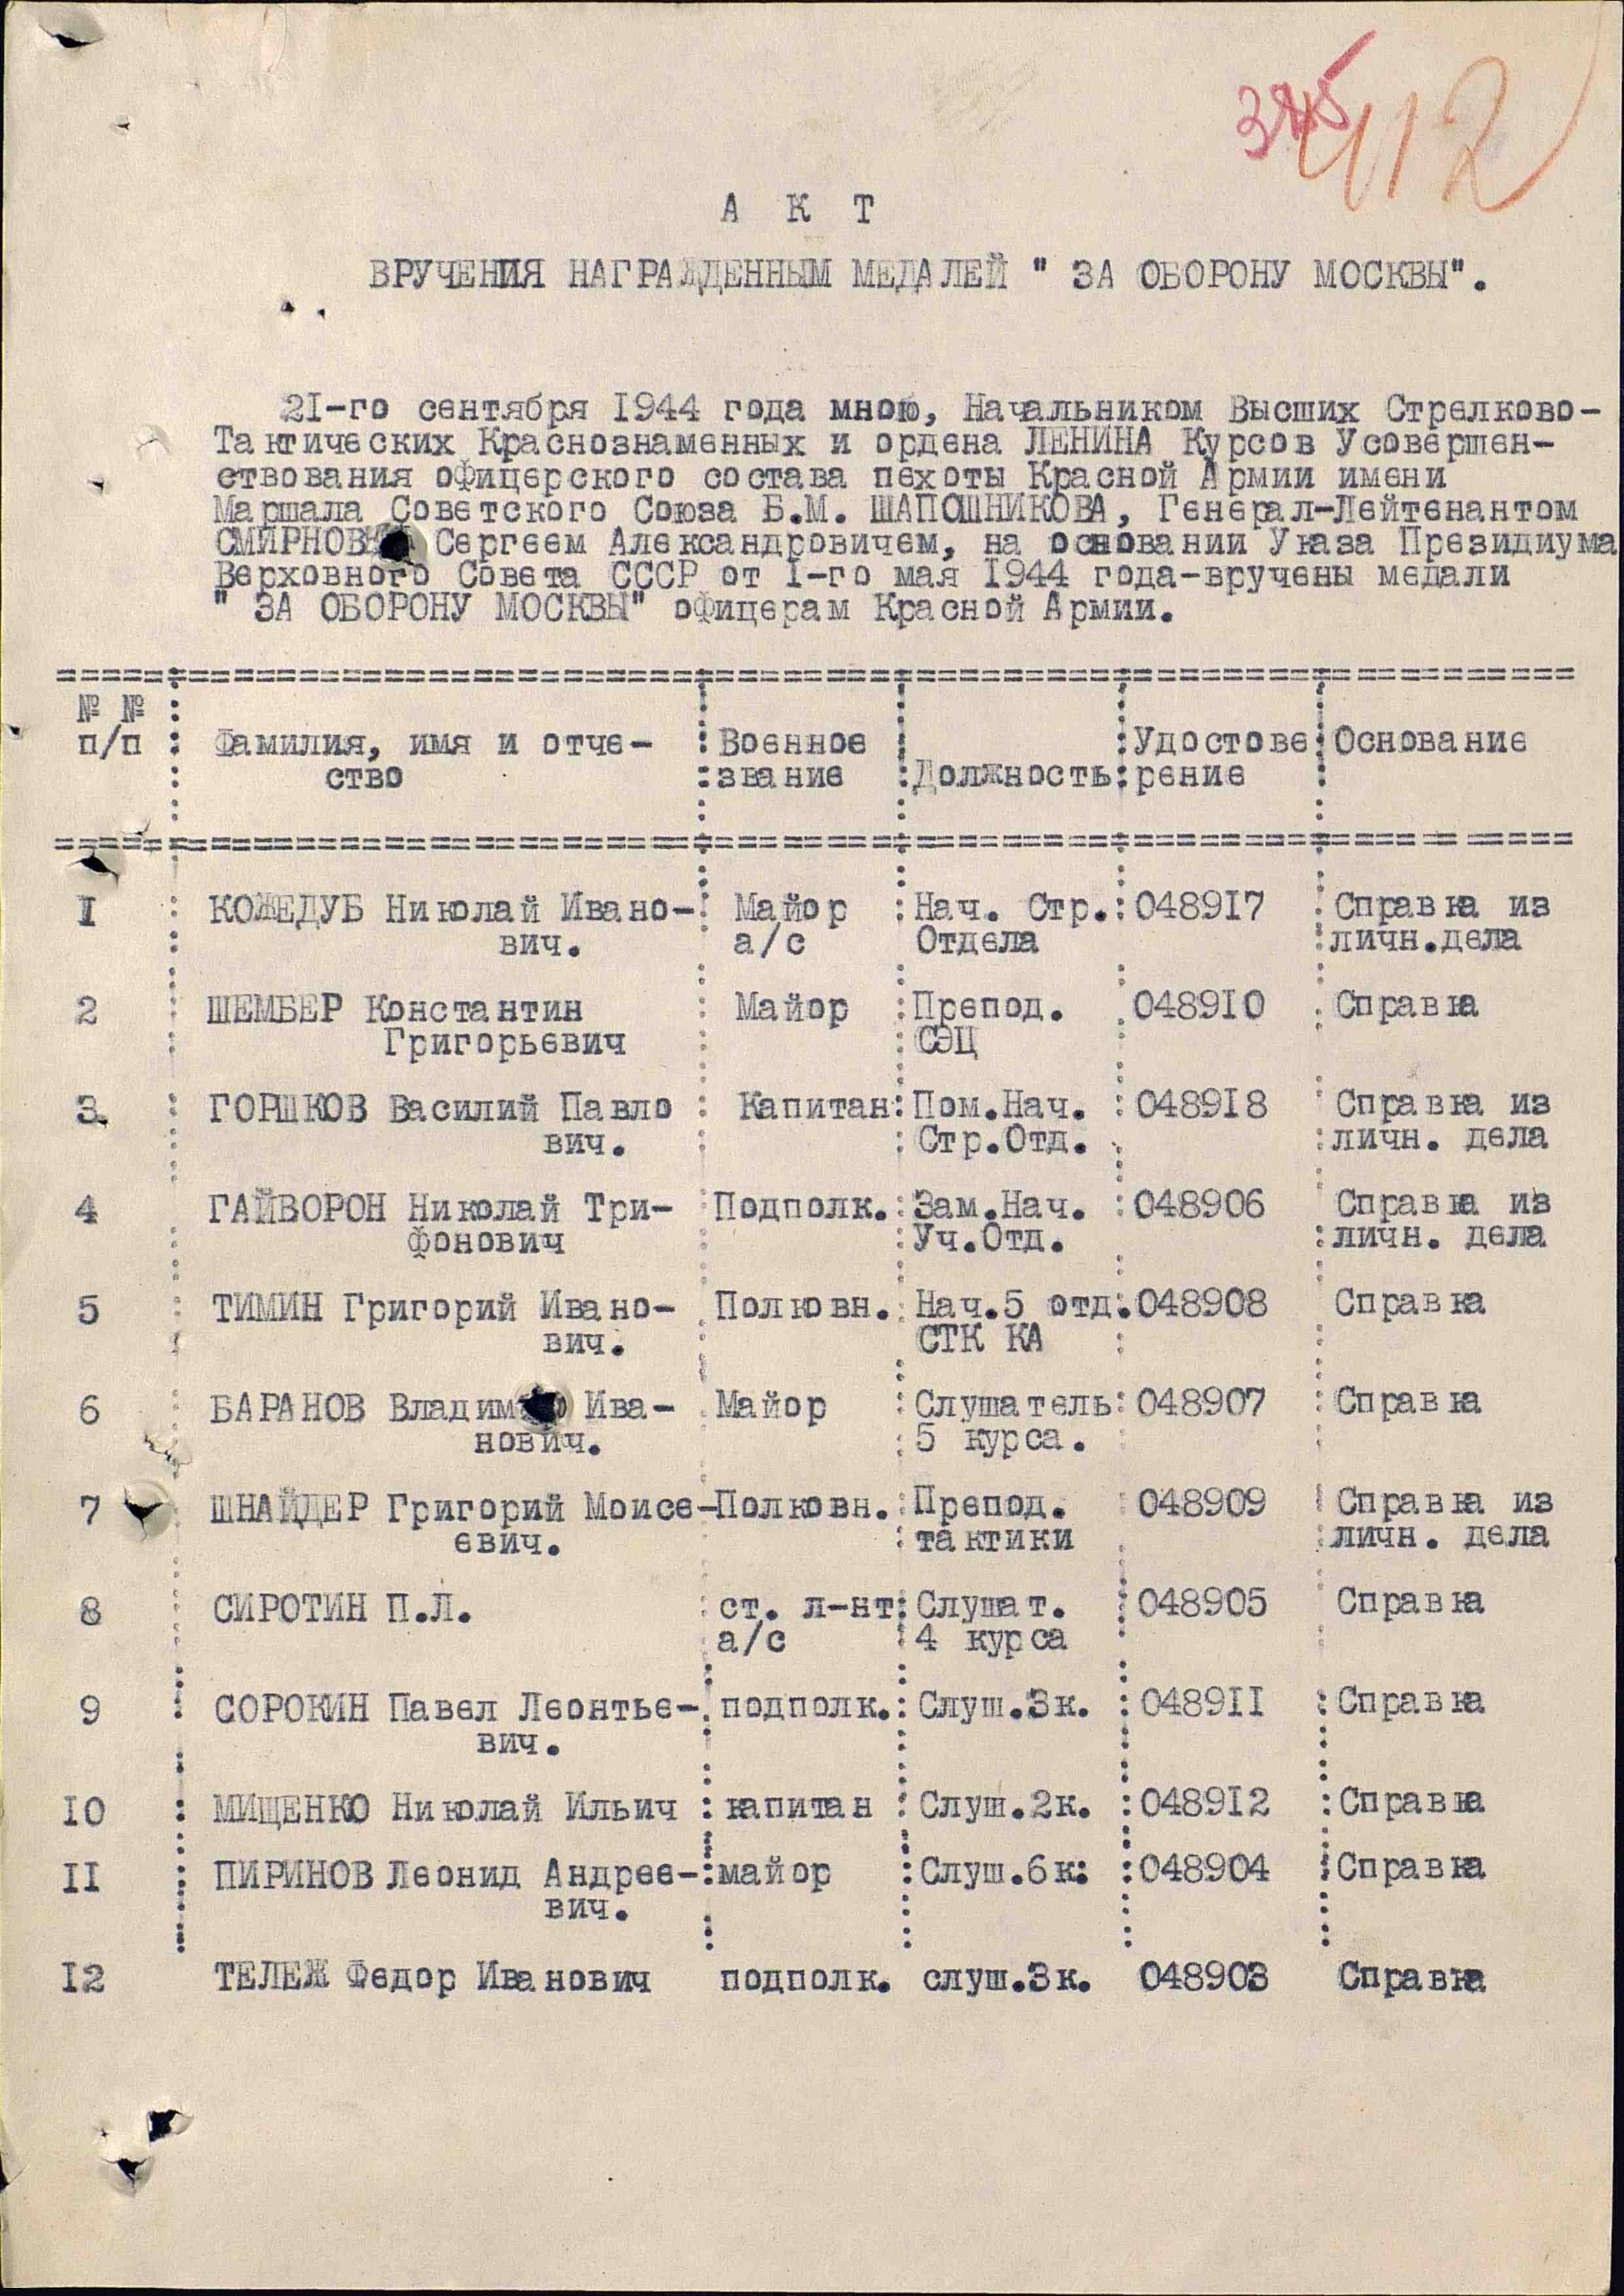 412
А К Т
ВРУЧЕНИЯ НАГРАЖДЕННЫМ МЕДАЛЕЙ " ЗА ОБОРОНУ МОСКВЫ".
21-го сентября 1944 года мною, Начальником Высших Стрелково-
Тактических Краснознаменных и ордена ЛЕНИНА Курсов Усовершен-
ствования офицерского состава пехоты Красной Армии имени
Маршала Советского Союза Б.М. ШАПОШНИКОВА, Генерал-Лейтенантом
Сергеем Александровичем, на основании Указа Президиума
Верховного Совета СССР от 1-го мая 1944 года-вручены медали
" ЗА ОБОРОНУ МОСКВЫ" офицерам Красной Армии.
№ №
п/п : Фамилия, имя и отче- : Военное : Удостове : Основание
ство : звание : Должность : рение
1 : КОЖЕДУБ Николай Ивано- : Майор : Нач. Стр. : 048917 : Справка из
вич. а/с Отдела : личн.дела
2 ШЕМБЕР Константин : Майор : Препод. 048910 : Справка
Григорьевич : СЭЦ
3. : ГОРШКОВ Василий Павло : Капитан : Пом.Нач. : 048918 Справка из
вич. : Стр.Отд. : личн. дела
4 ГАЙВОРОН Николай Три- : Подполк. : Зам.Нач. : 048906 Справка из
фонович : Уч.Отд. : личн. дела
5 : ТИМИН Григорий Ивано- Полковн. : Нач.5 отд. 048908 Справка
вич. СТК КА
6 : БАРАНОВ Ива- Майор : Слушатель : 048907 : Справка
нович. : 5 курса.
7 ШНАЙДЕР Григорий Моисе- Полковн. : Препод. 048909 : Справка из
евич. : тактики : личн. дела
8 СИРОТИН П.Л. : ст. л-нт : Слушат. : 048905 Справка
а/с : 4 курса
9 : СОРОКИН Павел Леонтье- подполк. : Слуш.3к. : 048911 : Справка
вич.
10 : МИЩЕНКО Николай Ильич : капитан : Слуш.2к. : 048912 : Справка
11 : ПИРИНОВ Леонид Андрее- : майор : Слуш.6к: : 048904 : Справка
вич.
12 ТЕЛЕЖ Федор Иванович подполк. слуш.3к. 048903 Справка